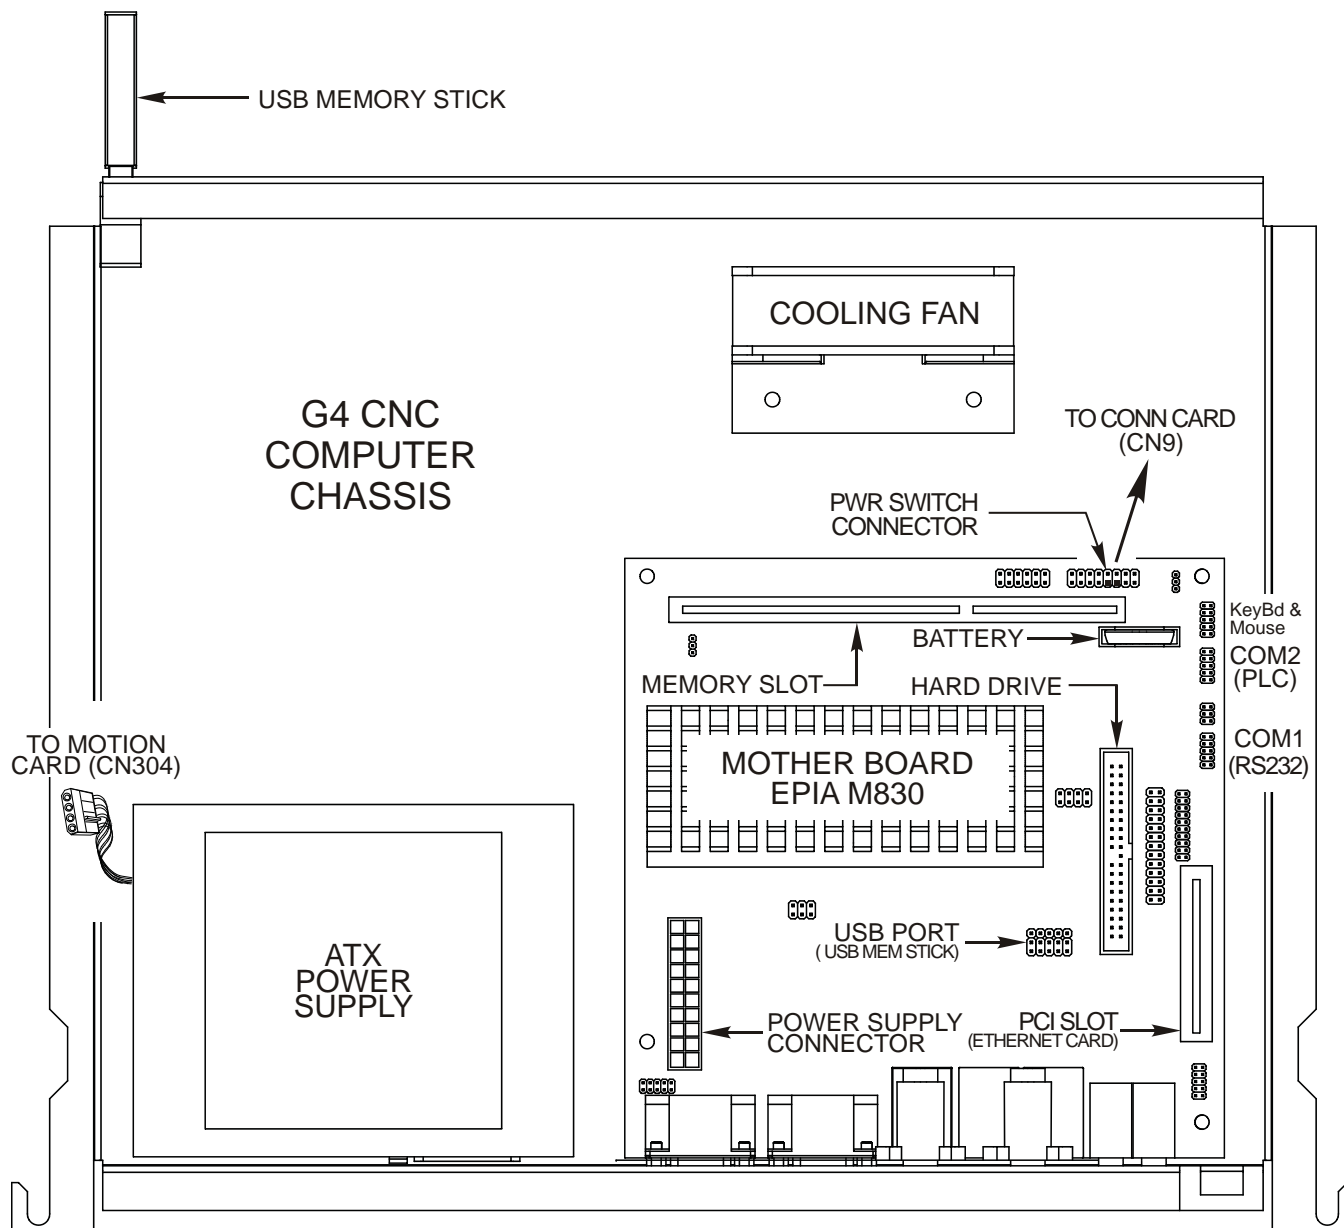 USB MEMORY STICK
COOLING FAN
G4 CNC
COMPUTER
CHASSIS
TO CONN CARD
(CN9)
PWR SWITCH
CONNECTOR
KeyBd &
Mouse
BATTERY
COM2
(PLC)
MEMORY SLOT
HARD DRIVE
TO MOTION
CARD (CN304)
COM1
(RS232)
MOTHER BOARD
EPIA M830
USB PORT
( USB MEM STICK)
ATX
POWER
SUPPLY
POWER SUPPLY
CONNECTOR
PCI SLOT
(ETHERNET CARD)